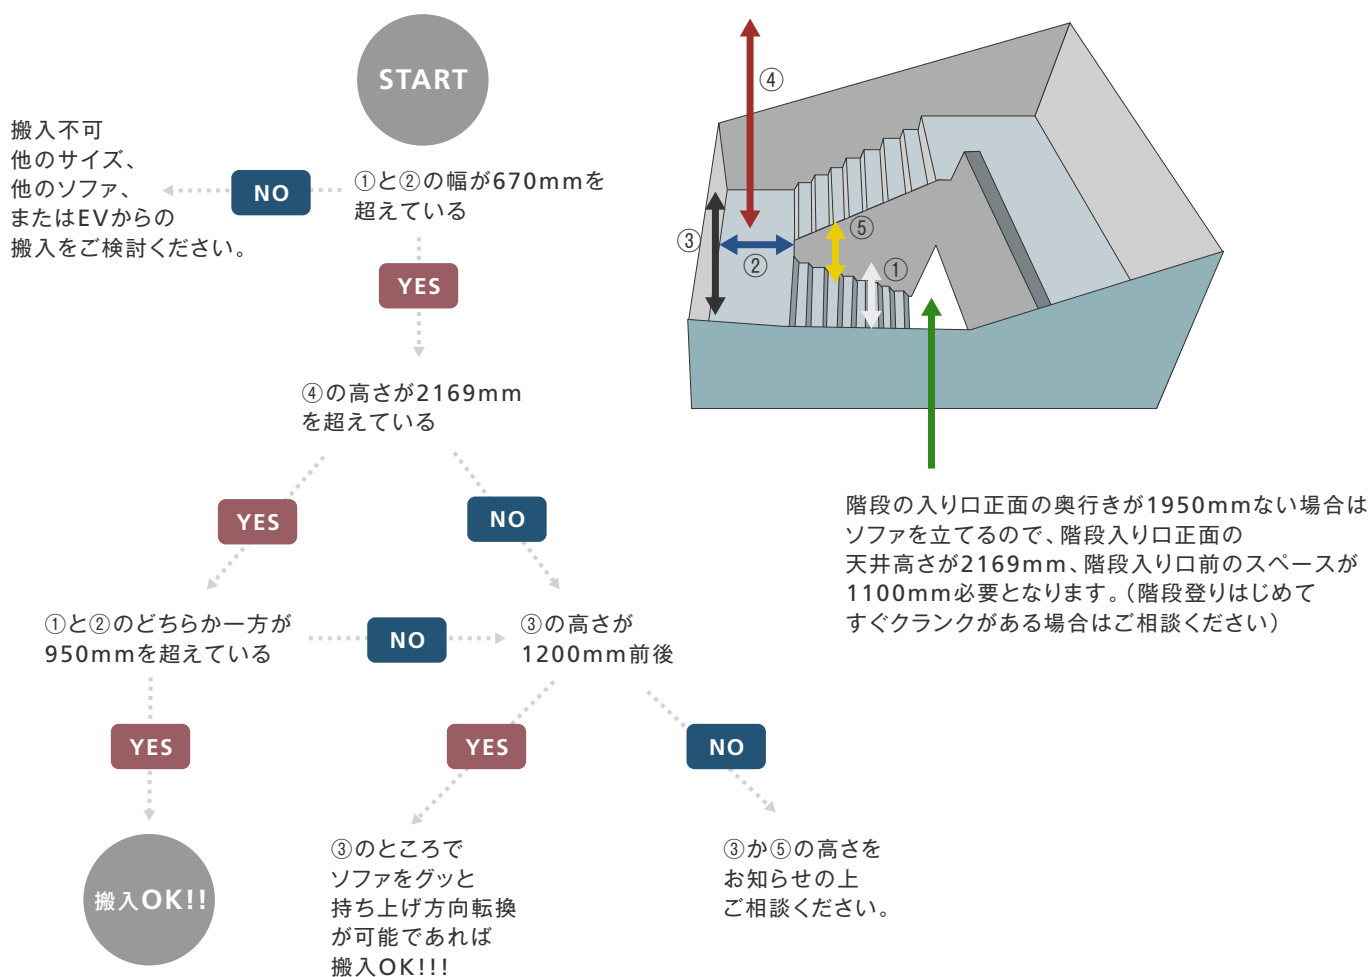 START
搬入不可
他のサイズ、
他のソファ、
またはEVからの
搬入をご検討ください。
NO
①と②の幅が670mmを
超えている
YES
④の高さが2169mm
を超えている
YES
NO
①と②のどちらか一方が
950mmを超えている
NO
③の高さが
1200mm前後
YES
YES
NO
搬入OK!!
③のところで
ソファをグッと
持ち上げ方向転換
が可能であれば
搬入OK!!!
③か⑤の高さを
お知らせの上
ご相談ください。
④
③
②
⑤
①
階段の入り口正面の奥行きが1950mmない場合は
ソファを立てるので、階段入り口正面の
天井高さが2169mm、階段入り口前のスペースが
1100mm必要となります。（階段登りはじめて
すぐクランクがある場合はご相談ください）